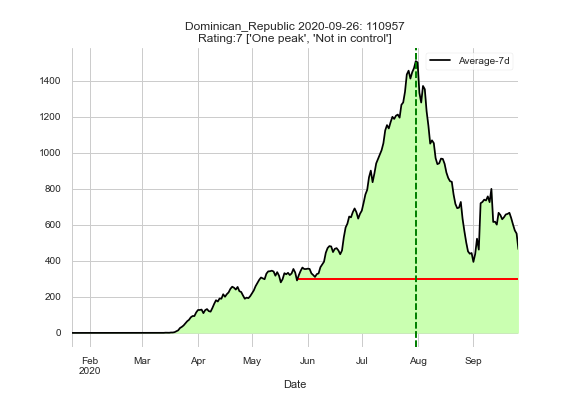 Dominican_Republic 2020-09-26: 110957
Rating:7 ['One peak', 'Not in control']
Average-7d
1400
1200
1000
800
600
400
200
0
Feb Mar Apr May Jun Jul Aug Sep
2020
Date